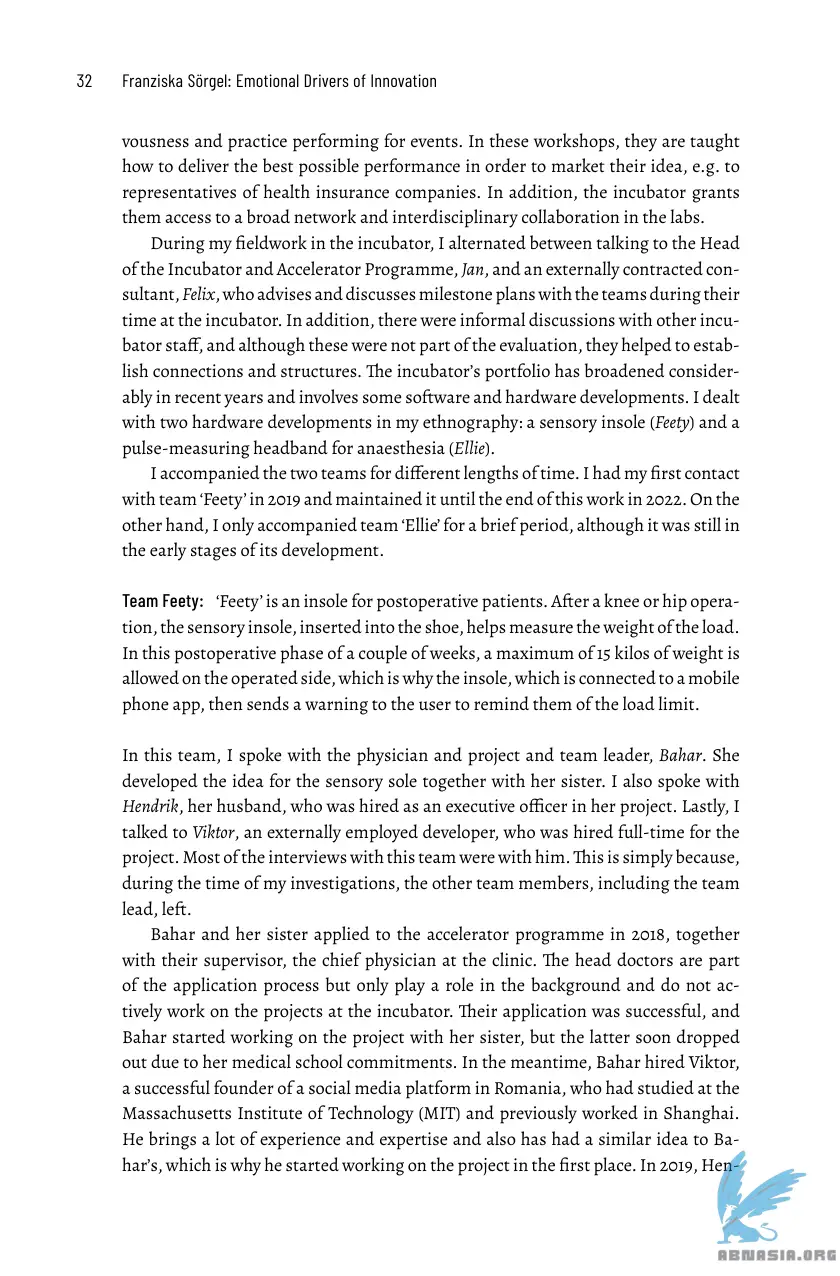 32 Franziska Sörgel: Emotional Drivers of Innovation
vousness and practice performing for events. In these workshops, they are taught
how to deliver the best possible performance in order to market their idea, e.g. to
representatives of health insurance companies. In addition, the incubator grants
them access to a broad network and interdisciplinary collaboration in the labs.
During my fieldwork in the incubator, I alternated between talking to the Head
of the Incubator and Accelerator Programme, Jan, and an externally contracted con-
sultant, Felix, who advises and discusses milestone plans with the teams during their
time at the incubator. In addition, there were informal discussions with other incu-
bator staff, and although these were not part of the evaluation, they helped to estab-
lish connections and structures. The incubator's portfolio has broadened consider-
ably in recent years and involves some software and hardware developments. I dealt
with two hardware developments in my ethnography: a sensory insole (Feety) and a
pulse-measuring headband for anaesthesia (Ellie).
I accompanied the two teams for different lengths of time. I had my first contact
with team ‘Feety’ in 2019 and maintained it until the end of this work in 2022. On the
other hand, I only accompanied team ‘Ellie’ for a brief period, although it was still in
the early stages of its development.
Team Feety: ‘Feety’ is an insole for postoperative patients. After a knee or hip opera-
tion, the sensory insole, inserted into the shoe, helps measure the weight of the load.
In this postoperative phase of a couple of weeks, a maximum of 15 kilos of weight is
allowed on the operated side, which is why the insole, which is connected to a mobile
phone app, then sends a warning to the user to remind them of the load limit.
In this team, I spoke with the physician and project and team leader, Bahar. She
developed the idea for the sensory sole together with her sister. I also spoke with
Hendrik, her husband, who was hired as an executive officer in her project. Lastly, I
talked to Viktor, an externally employed developer, who was hired full-time for the
project. Most of the interviews with this team were with him. This is simply because,
during the time of my investigations, the other team members, including the team
lead, left.
Bahar and her sister applied to the accelerator programme in 2018, together
with their supervisor, the chief physician at the clinic. The head doctors are part
of the application process but only play a role in the background and do not ac-
tively work on the projects at the incubator. Their application was successful, and
Bahar started working on the project with her sister, but the latter soon dropped
out due to her medical school commitments. In the meantime, Bahar hired Viktor,
a successful founder of a social media platform in Romania, who had studied at the
Massachusetts Institute of Technology (MIT) and previously worked in Shanghai.
He brings a lot of experience and expertise and also has had a similar idea to Ba-
har's, which is why he started working on the project in the first place. In 2019, Hen-
ABNASIA.ORG